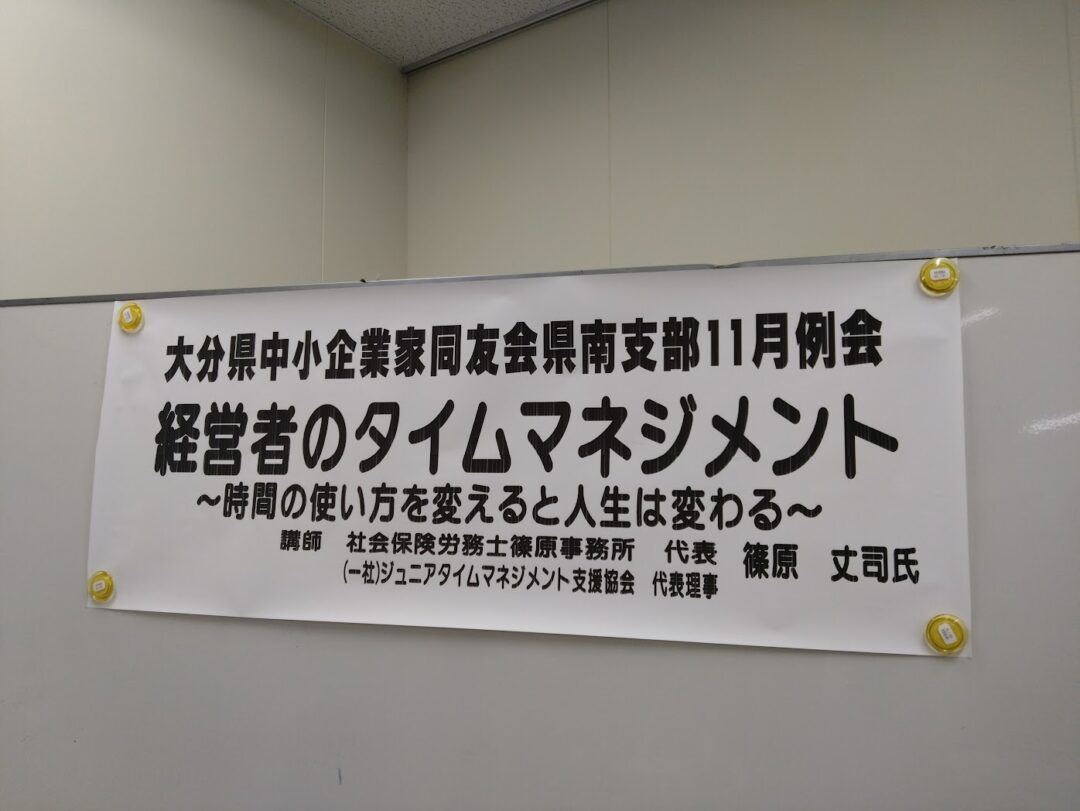 大分県中小企業家同友会県南支部11月例会
経営者のタイムマネジメント
～時間の使い方を変えると人生は変わる～
講師　社会保険労務士篠原事務所　代表　篠原　丈司氏
(一社)ジュニアタイムマネジメント支援協会　代表理事